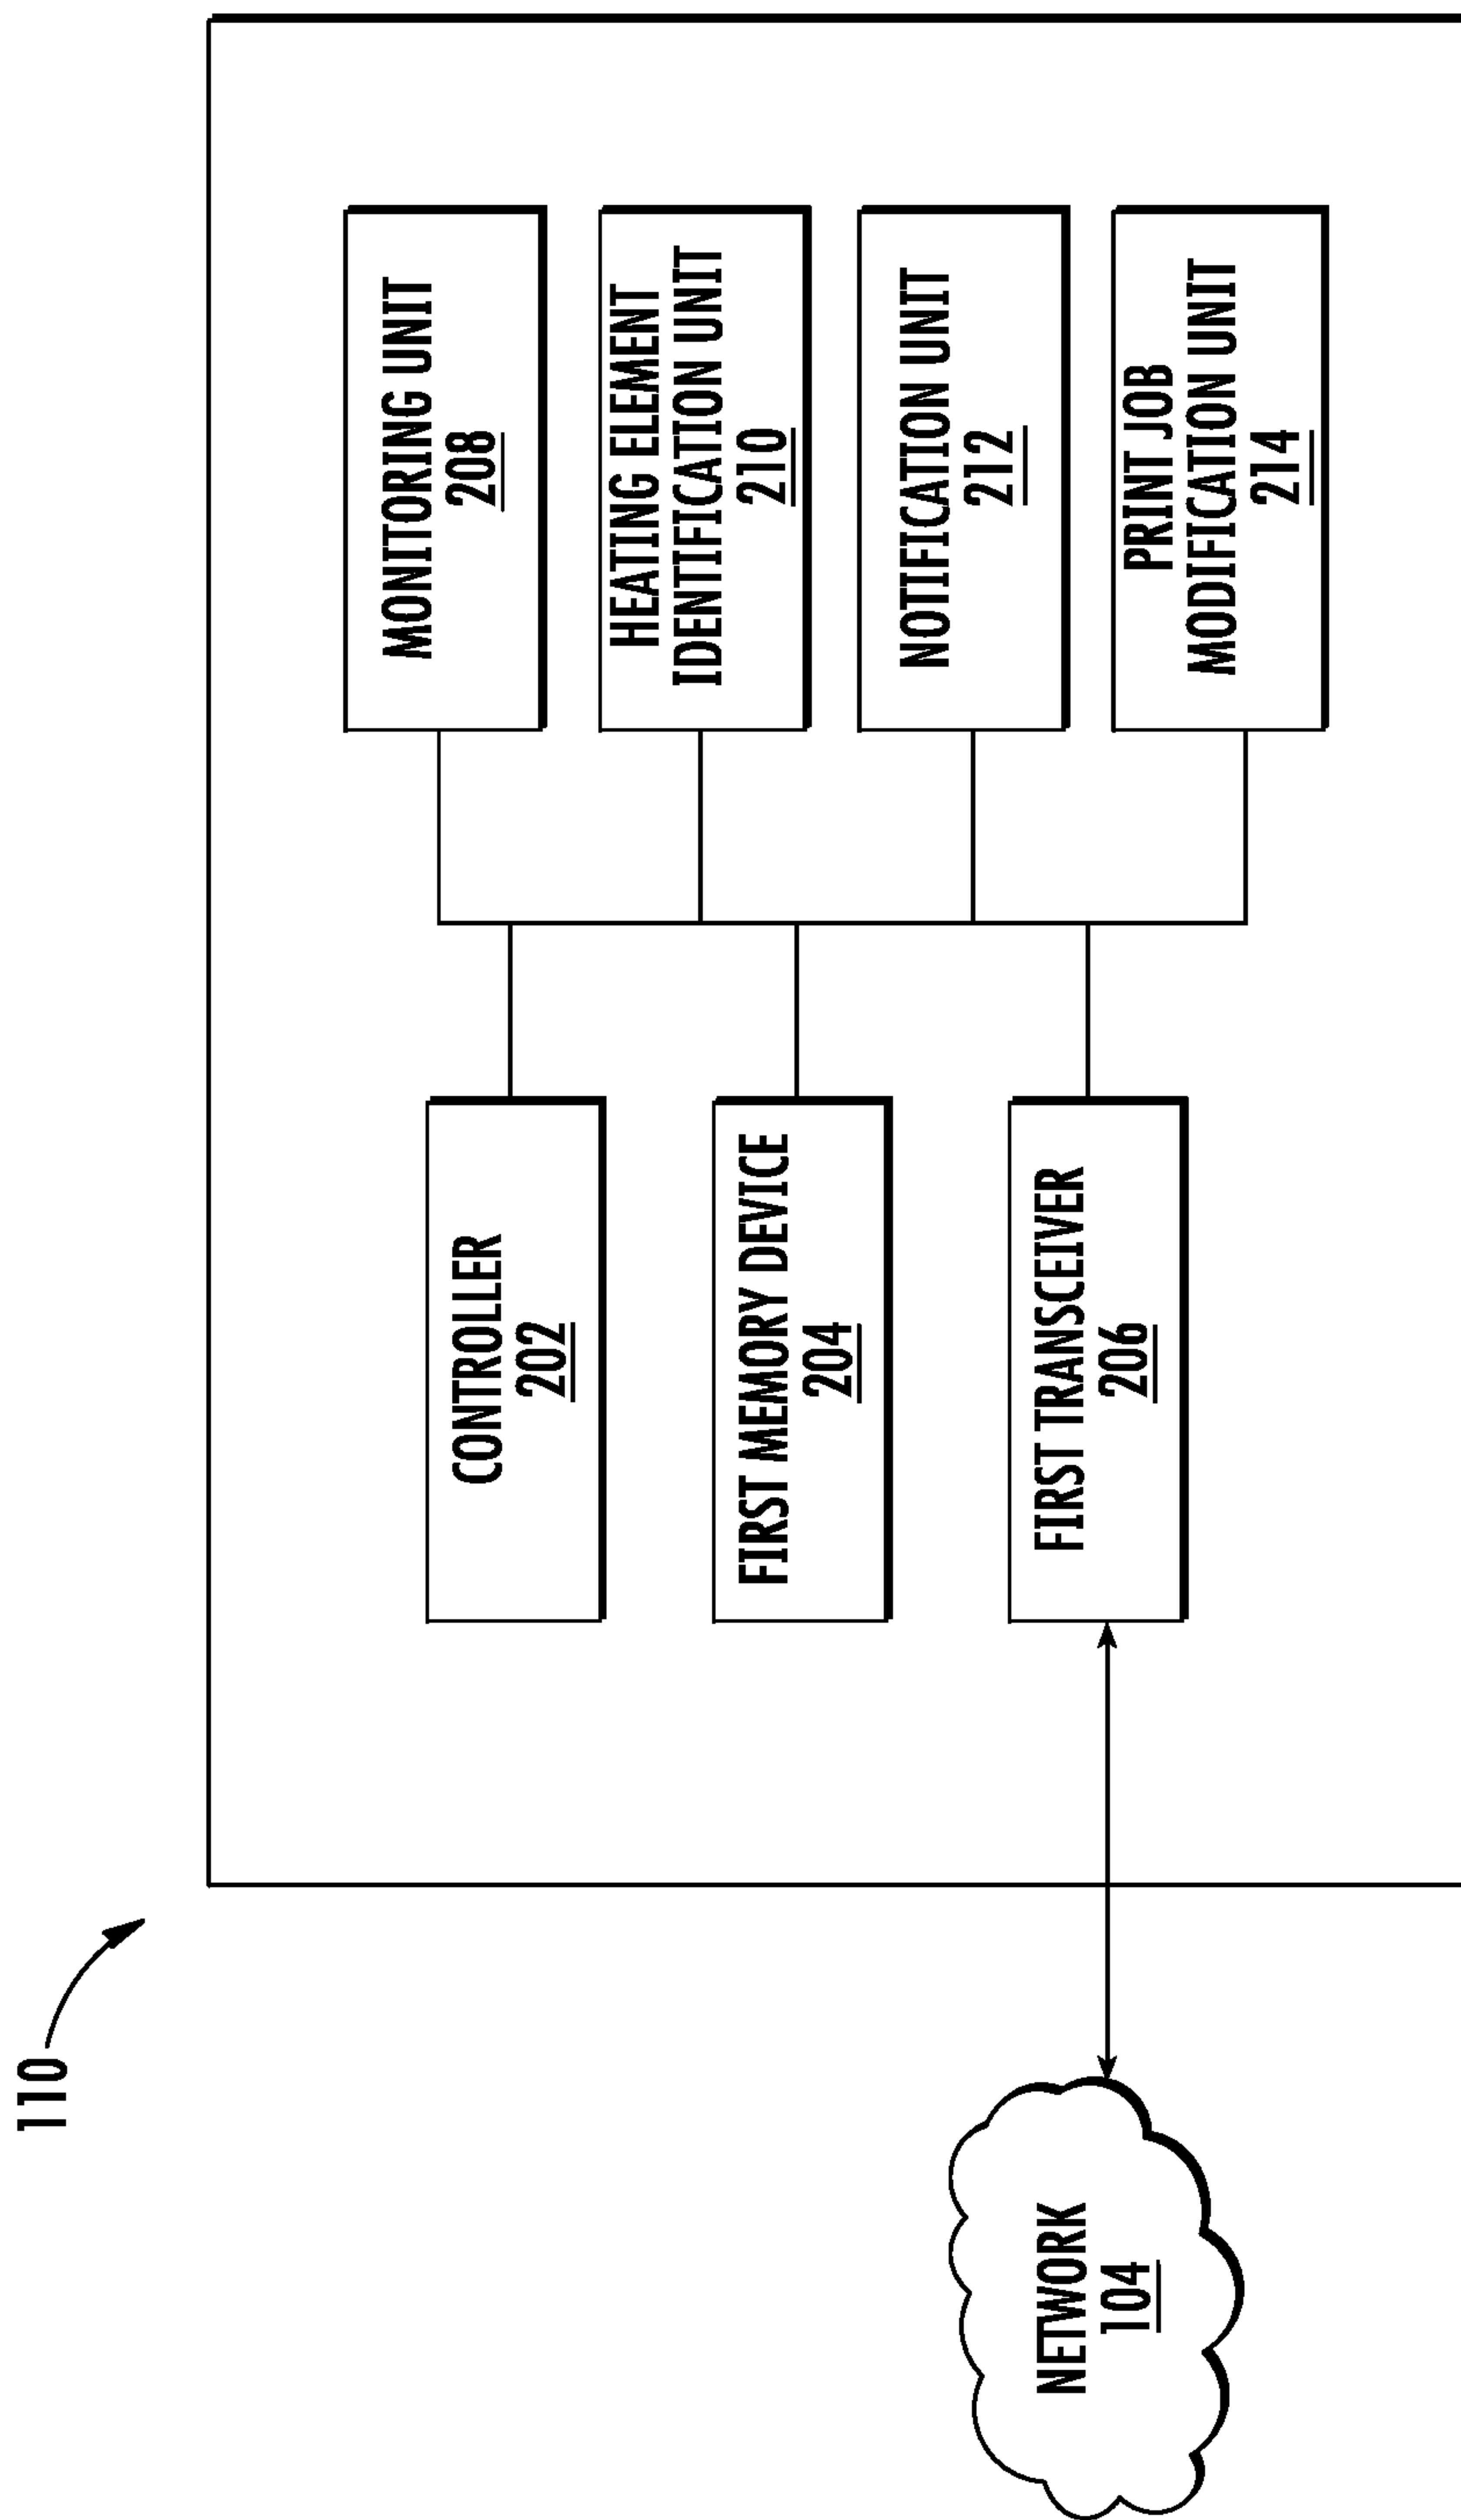 110
NETWORK
104
CONTROLLER
202
FIRST MEMORY DEVICE
204
FIRST TRANSCEIVER
206
MONITORING UNIT
208
HEATING ELEMENT
IDENTIFICATION UNIT
210
NOTIFICATION UNIT
212
PRINT JOB
MODIFICATION UNIT
214